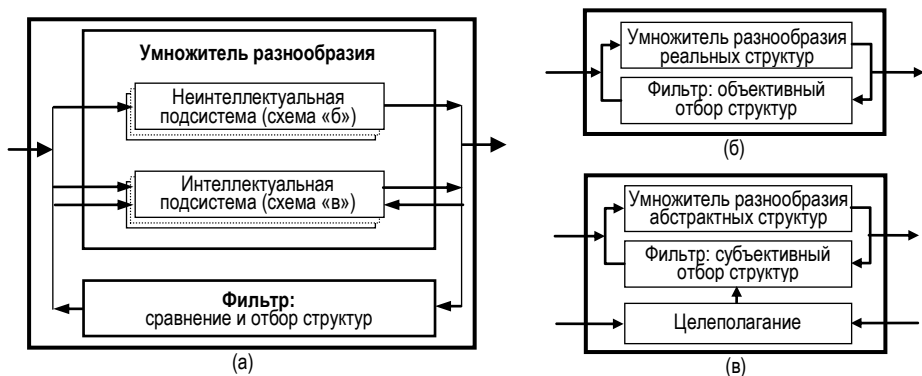 Умножитель разнообразия
Неинтеллектуальная
подсистема (схема «б»)
Интеллектуальная
подсистема (схема «в»)
Фильтр:
сравнение и отбор структур
(а)
Умножитель разнообразия
реальных структур
Фильтр: объективный
отбор структур
(б)
Умножитель разнообразия
абстрактных структур
Фильтр: субъективный
отбор структур
Целеполагание
(в)